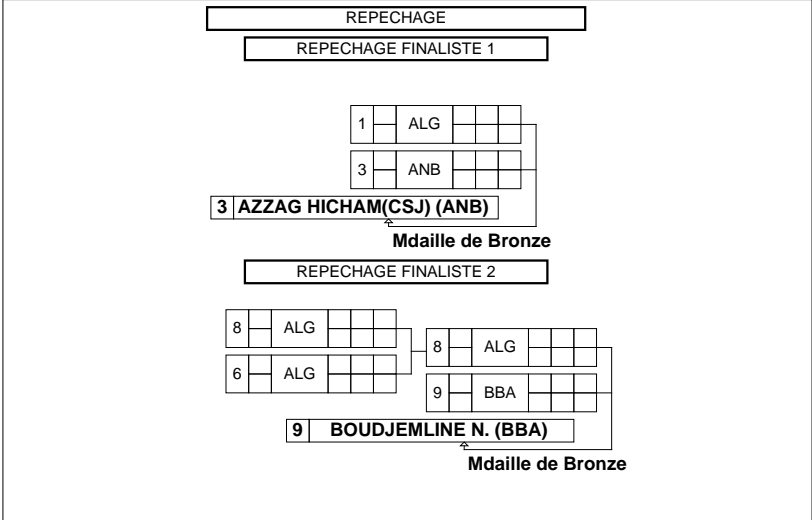 REPECHAGE
REPECHAGE FINALISTE 1
1 ALG
3 ANB
3 AZZAG HICHAM(CSJ) (ANB)
Mdaille de Bronze
REPECHAGE FINALISTE 2
8 ALG
6 ALG
8 ALG
9 BBA
9 BOUDJEMLINE N. (BBA)
Mdaille de Bronze